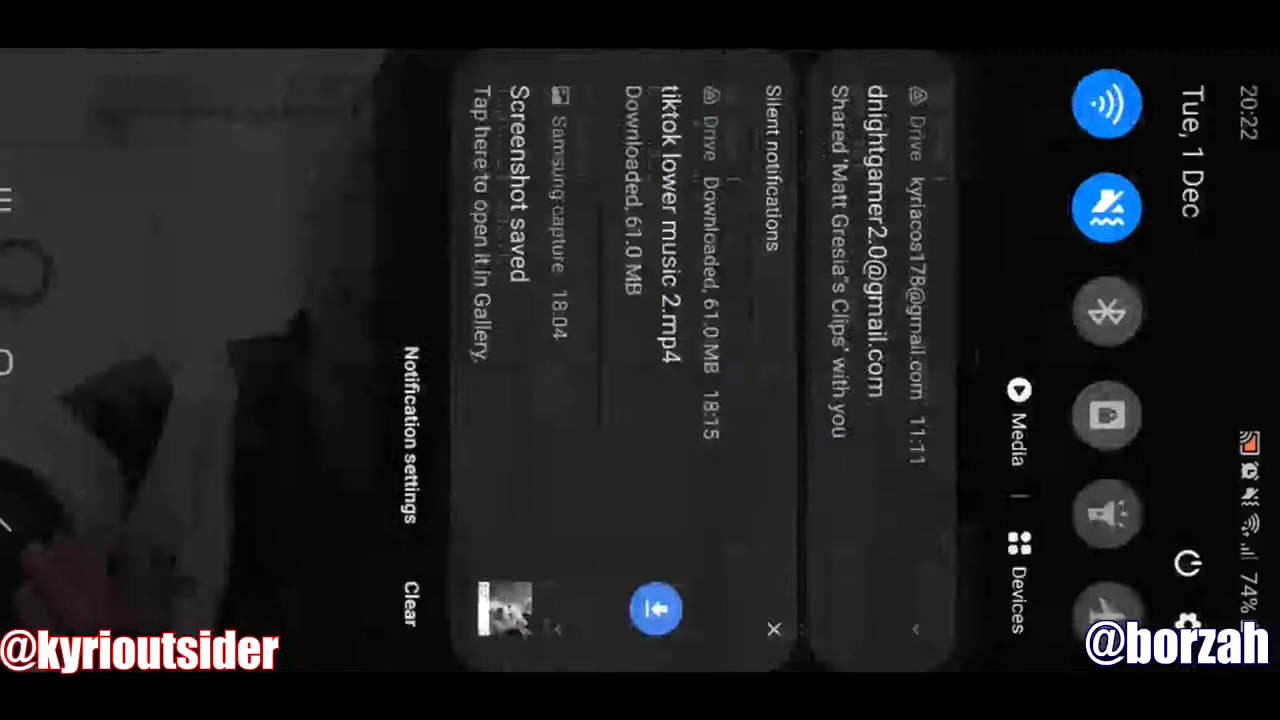 20:22
74%
Tue, 1 Dec
Media | Devices
Drive kyriacos178@gmail.com 11:11
dnightgamer2.0@gmail.com
Shared 'Matt Gresia''s Clips' with you
Silent notifications
Drive Downloaded, 61.0 MB 18:15
tiktok lower music 2.mp4
Downloaded, 61.0 MB
Samsung capture 18:04
Screenshot saved
Tap here to open it in Gallery.
Notification settings Clear
@kyrioutsider
@borzah